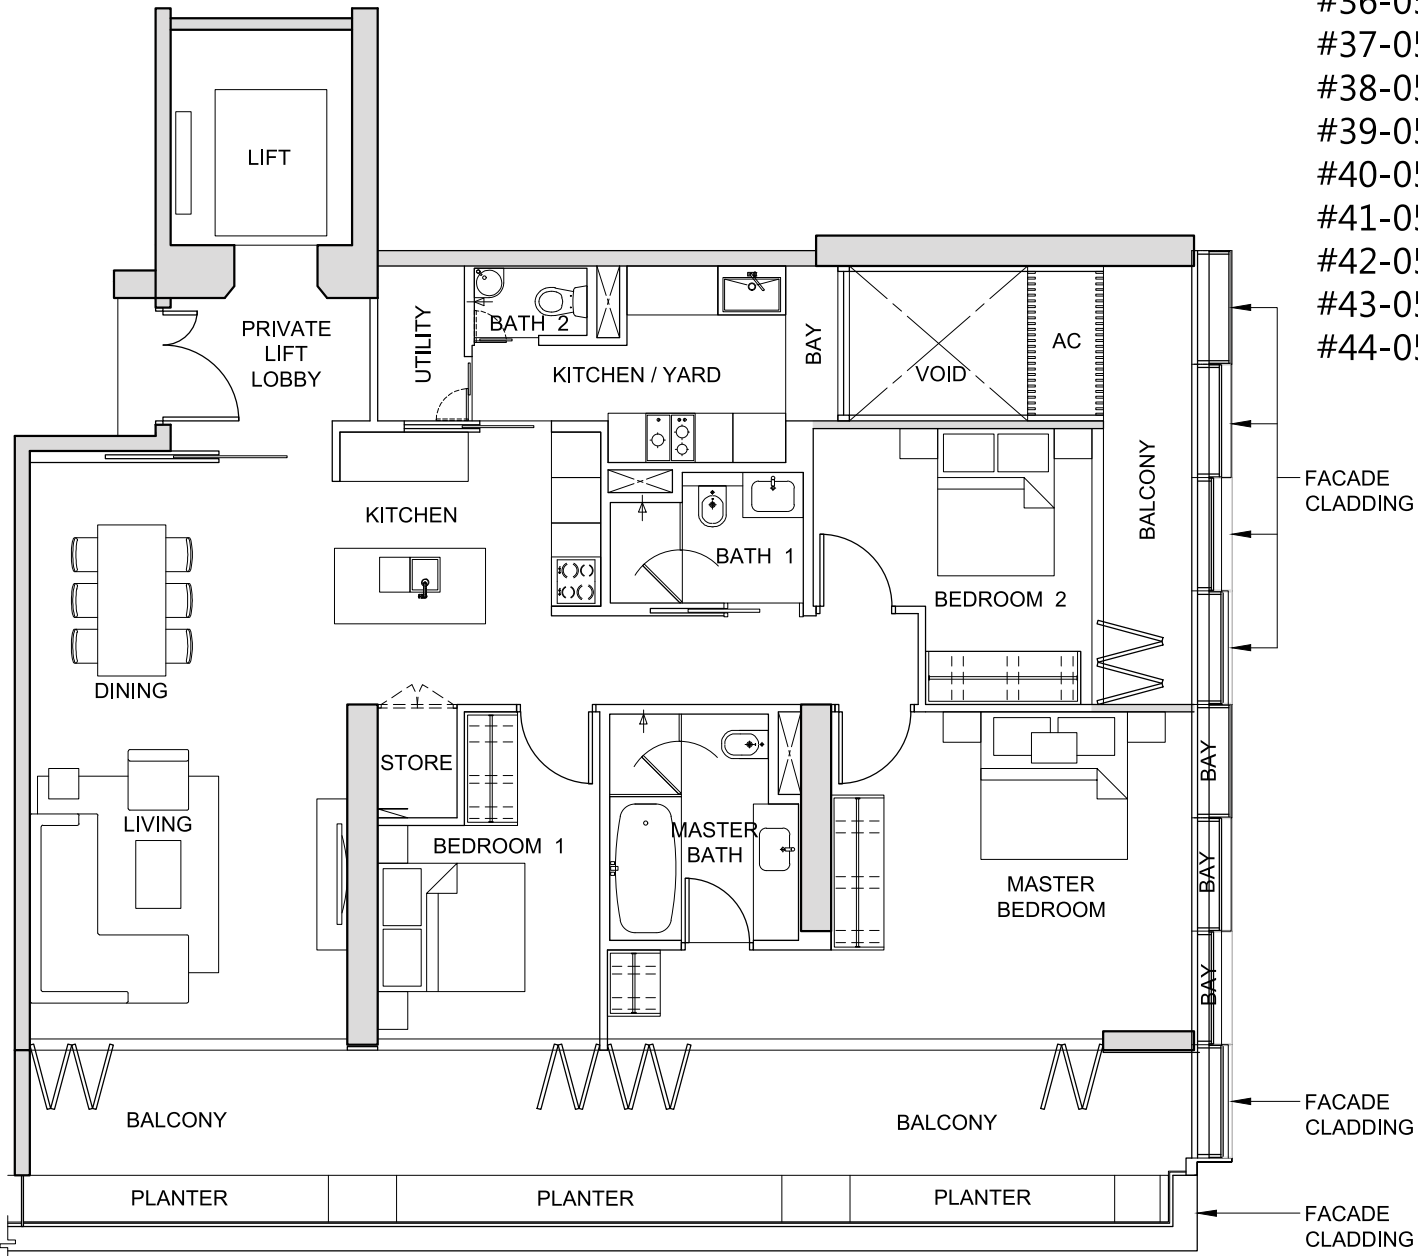 #37-05
#38-05
#39-05
#40-05
#41-05
#42-05
#43-05
#44-05
LIFT
PRIVATE
LIFT
LOBBY
UTILITY
BATH 2
KITCHEN / YARD
BAY
VOID
AC
BALCONY
FACADE
CLADDING
KITCHEN
BATH 1
BEDROOM 2
DINING
STORE
LIVING
BEDROOM 1
MASTER
BATH
MASTER
BEDROOM
BAY
BAY
BAY
BALCONY
BALCONY
FACADE
CLADDING
PLANTER
PLANTER
PLANTER
FACADE
CLADDING